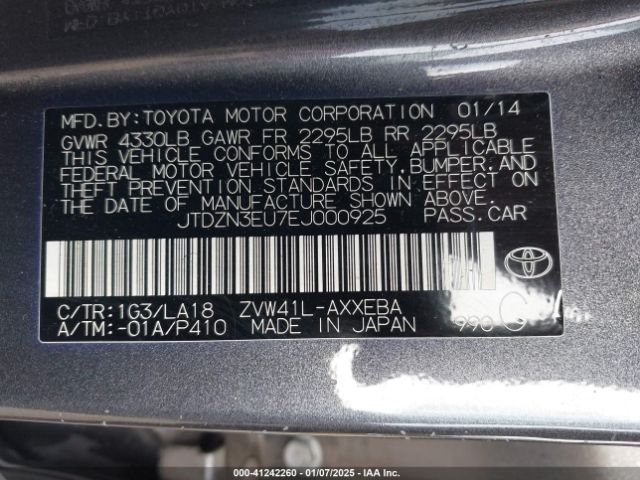 MFD. BY: TOYOTA MOTOR CORPORATION 01/14
GVWR 4330LB GAWR FR 2295LB RR 2295LB
THIS VEHICLE CONFORMS TO ALL APPLICABLE
FEDERAL MOTOR VEHICLE SAFETY, BUMPER, AND
THEFT PREVENTION STANDARDS IN EFFECT ON
THE DATE OF MANUFACTURE SHOWN ABOVE.
JTDZN3EU7EJ000925 PASS. CAR
C/TR: 1G3/LA18 ZVW41L-AXXEBA
A/TM: -01A/P410 MADE IN JAPAN 990 G
000-41242260 - 01/07/2025 - IAA Inc.